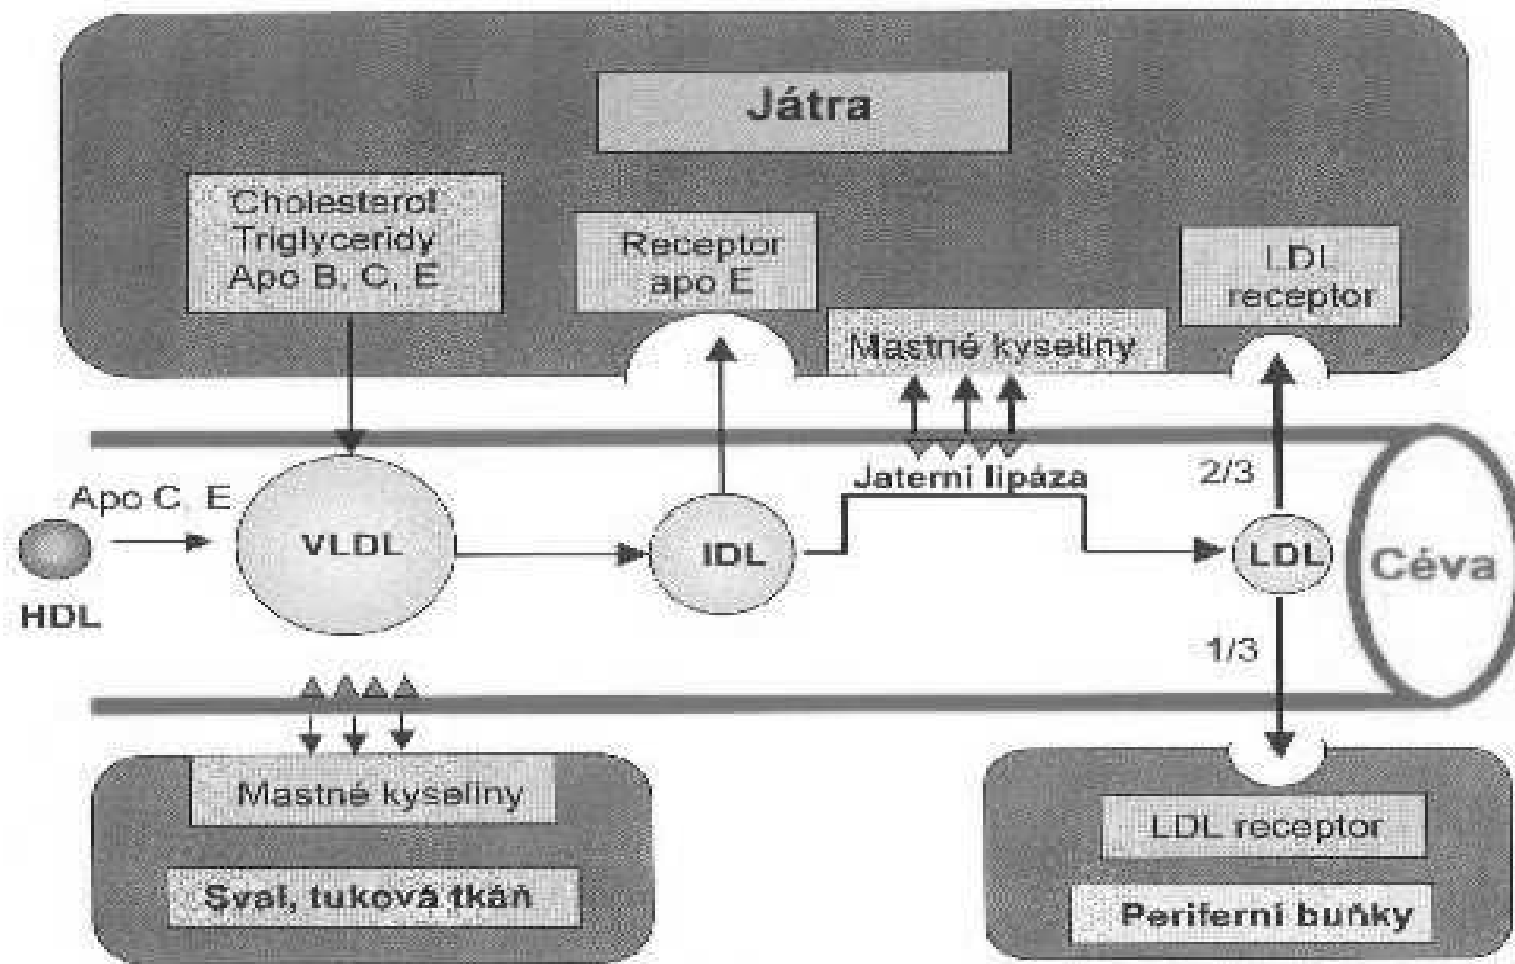 Játra
Cholesterol
Triglyceridy
Apo B, C, E
Receptor
apo E
LDL
receptor
Mastné kyseliny
Jaterní lipáza
2/3
Apo C, E
VLDL
IDL
LDL
Céva
HDL
1/3
Mastné kyseliny
Sval, tuková tkáň
LDL receptor
Periferní buňky